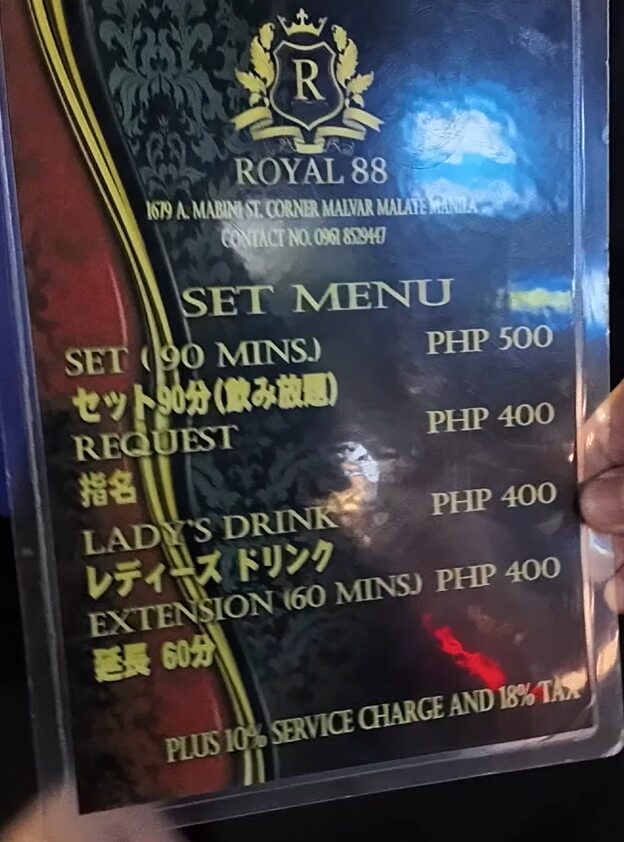 R
ROYAL 88
1679 A. MABINI ST. CORNER MALVAR MALATE MANILA
CONTACT NO. 0961 8529447
SET MENU
SET (90 MINS.) PHP 500
セット90分(飲み放題)
REQUEST PHP 400
指名
LADY'S DRINK PHP 400
レディーズ ドリンク
EXTENSION (60 MINS.) PHP 400
延長 60分
PLUS 10% SERVICE CHARGE AND 18% TAX